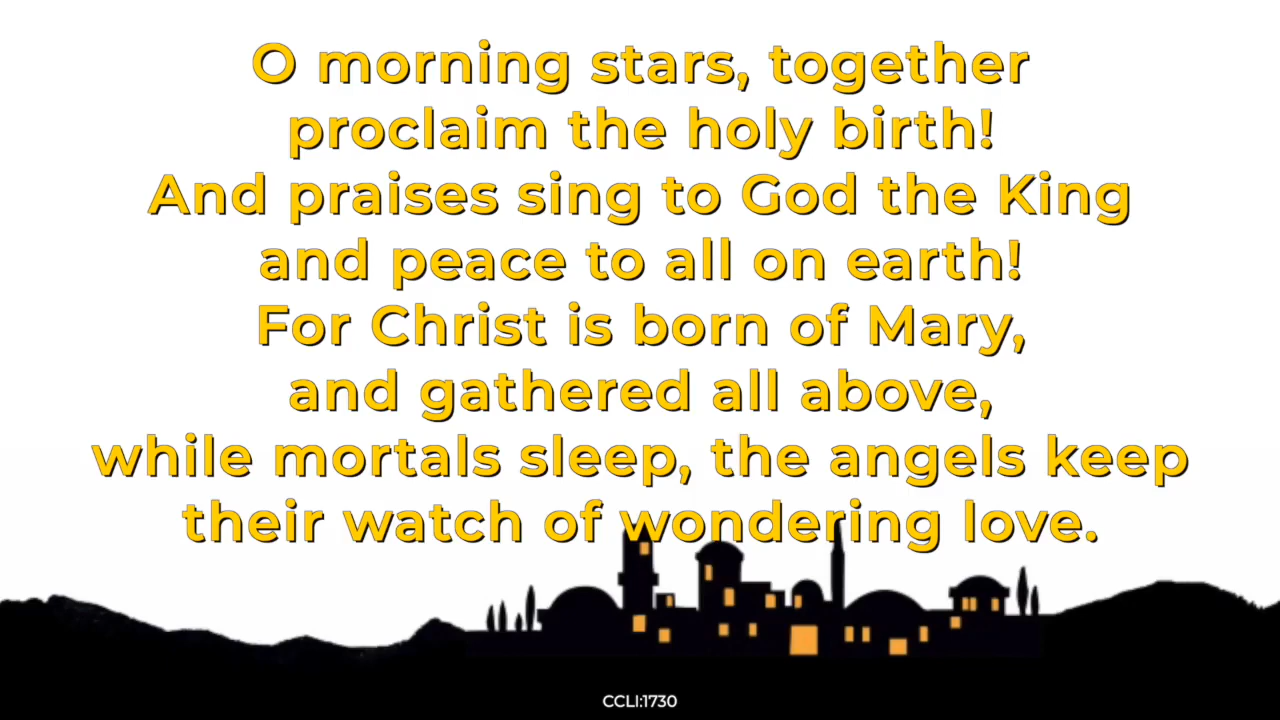 O morning stars, together
proclaim the holy birth!
And praises sing to God the King
and peace to all on earth!
For Christ is born of Mary,
and gathered all above,
while mortals sleep, the angels keep
their watch of wondering love.
CCLI:1730